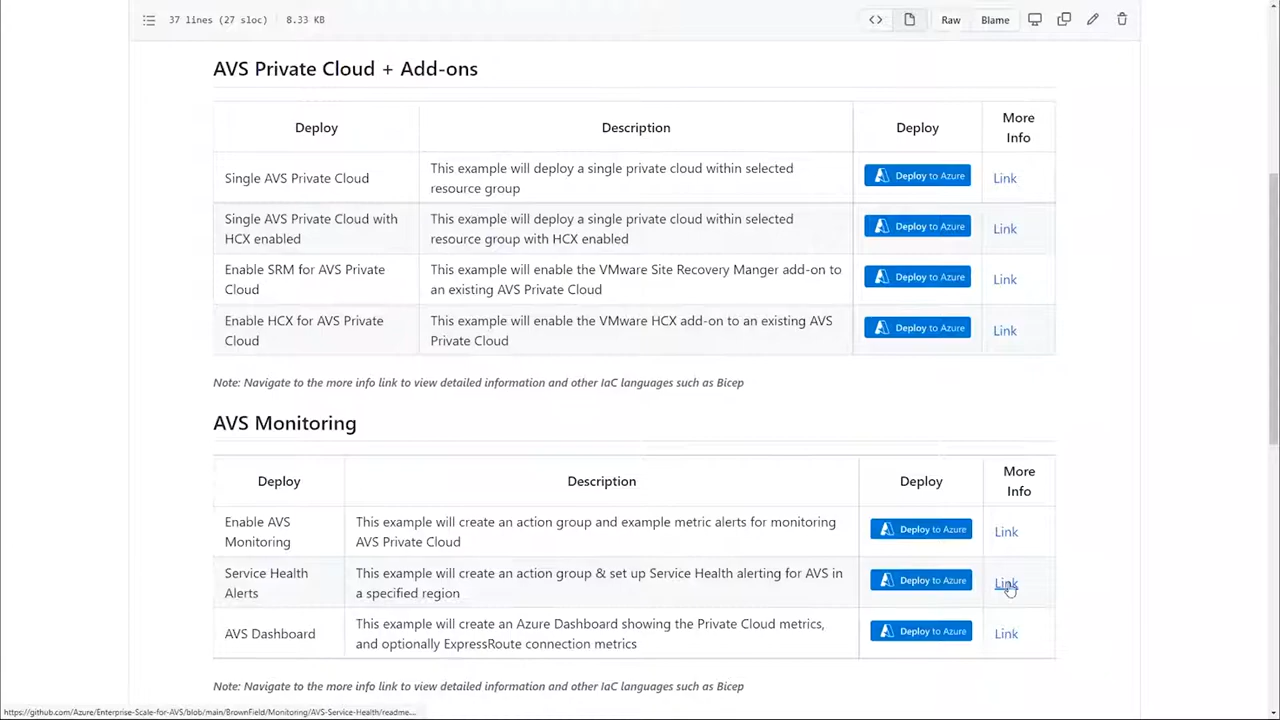 37 lines (27 sloc)
8.33 KB
Raw
Blame
AVS Private Cloud + Add-ons
Deploy
Description
Deploy
More
Info
Single AVS Private Cloud
This example will deploy a single private cloud within selected
resource group
Deploy to Azure
Link
Single AVS Private Cloud with
HCX enabled
This example will deploy a single private cloud within selected
resource group with HCX enabled
Deploy to Azure
Link
Enable SRM for AVS Private
Cloud
This example will enable the VMware Site Recovery Manger add-on to
an existing AVS Private Cloud
Deploy to Azure
Link
Enable HCX for AVS Private
Cloud
This example will enable the VMware HCX add-on to an existing AVS
Private Cloud
Deploy to Azure
Link
Note: Navigate to the more info link to view detailed information and other IaC languages such as Bicep
AVS Monitoring
Deploy
Description
Deploy
More
Info
Enable AVS
Monitoring
This example will create an action group and example metric alerts for monitoring
AVS Private Cloud
Deploy to Azure
Link
Service Health
Alerts
This example will create an action group & set up Service Health alerting for AVS in
a specified region
Deploy to Azure
Link
AVS Dashboard
This example will create an Azure Dashboard showing the Private Cloud metrics,
and optionally ExpressRoute connection metrics
Deploy to Azure
Link
Note: Navigate to the more info link to view detailed information and other IaC languages such as Bicep
https://github.com/Azure/Enterprise-Scale-for-AVS/blob/main/BrownField/Monitoring/AVS-Service-Health/readme...